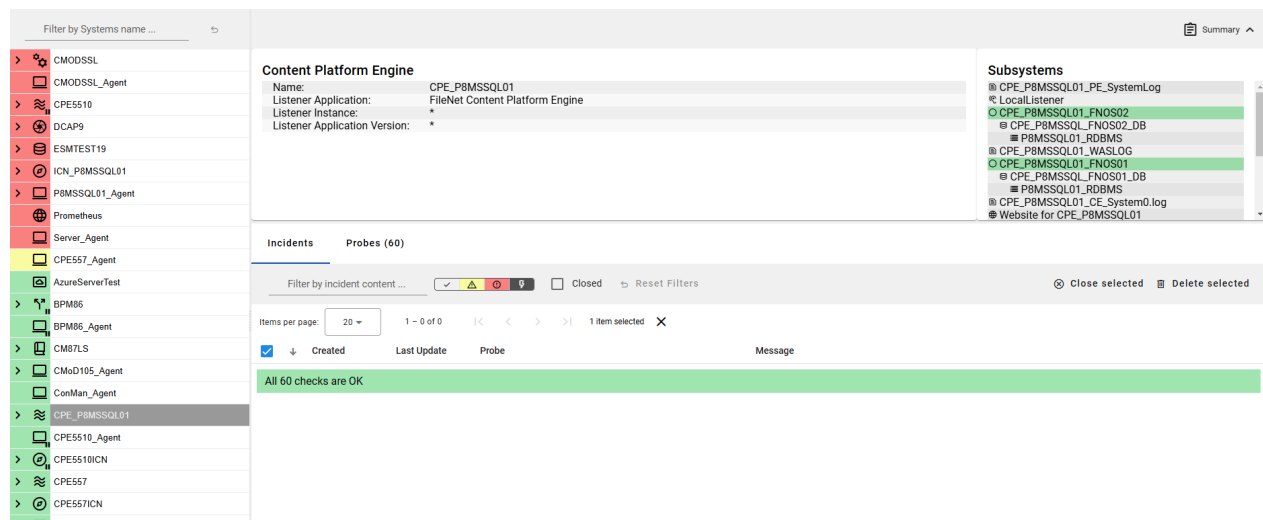 Filter by Systems name ...
Summary
CMODSSL
CMODSSL_Agent
CPE5510
DCAP9
ESMTEST19
ICN_P8MSSQL01
P8MSSQL01_Agent
Prometheus
Server_Agent
CPE557_Agent
AzureServerTest
BPM86
BPM86_Agent
CM87LS
CMoD105_Agent
ConMan_Agent
CPE_P8MSSQL01
CPE5510_Agent
CPE5510ICN
CPE557
CPE557ICN
Content Platform Engine
Name: CPE_P8MSSQL01
Listener Application: FileNet Content Platform Engine
Listener Instance: *
Listener Application Version: *
Subsystems
CPE_P8MSSQL01_PE_SystemLog
LocalListener
CPE_P8MSSQL01_FNOS02
CPE_P8MSSQL_FNOS02_DB
P8MSSQL01_RDBMS
CPE_P8MSSQL01_WASLOG
CPE_P8MSSQL01_FNOS01
CPE_P8MSSQL_FNOS01_DB
P8MSSQL01_RDBMS
CPE_P8MSSQL01_CE_System0.log
Website for CPE_P8MSSQL01
Incidents Probes (60)
Filter by incident content ... Closed Reset Filters Close selected Delete selected
Items per page: 20 1 – 0 of 0 1 item selected
Created Last Update Probe Message
All 60 checks are OK